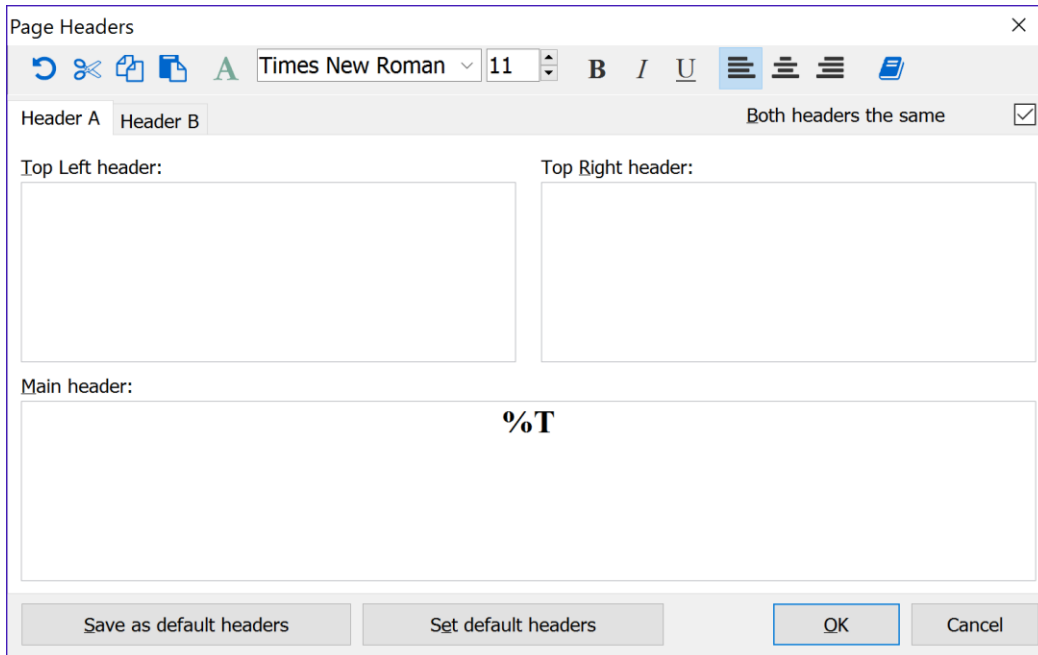 Page Headers
A Times New Roman 11 B I U
Header A Header B Both headers the same
Top Left header: Top Right header:
Main header:
%T
Save as default headers Set default headers OK Cancel